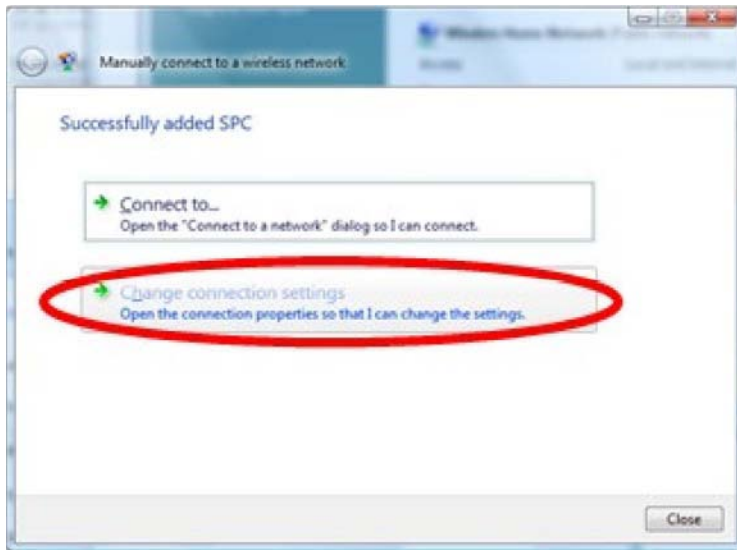 Manually connect to a wireless network
Successfully added SPC
Connect to...
Open the "Connect to a network" dialog so I can connect.
Change connection settings
Open the connection properties so that I can change the settings.
Close